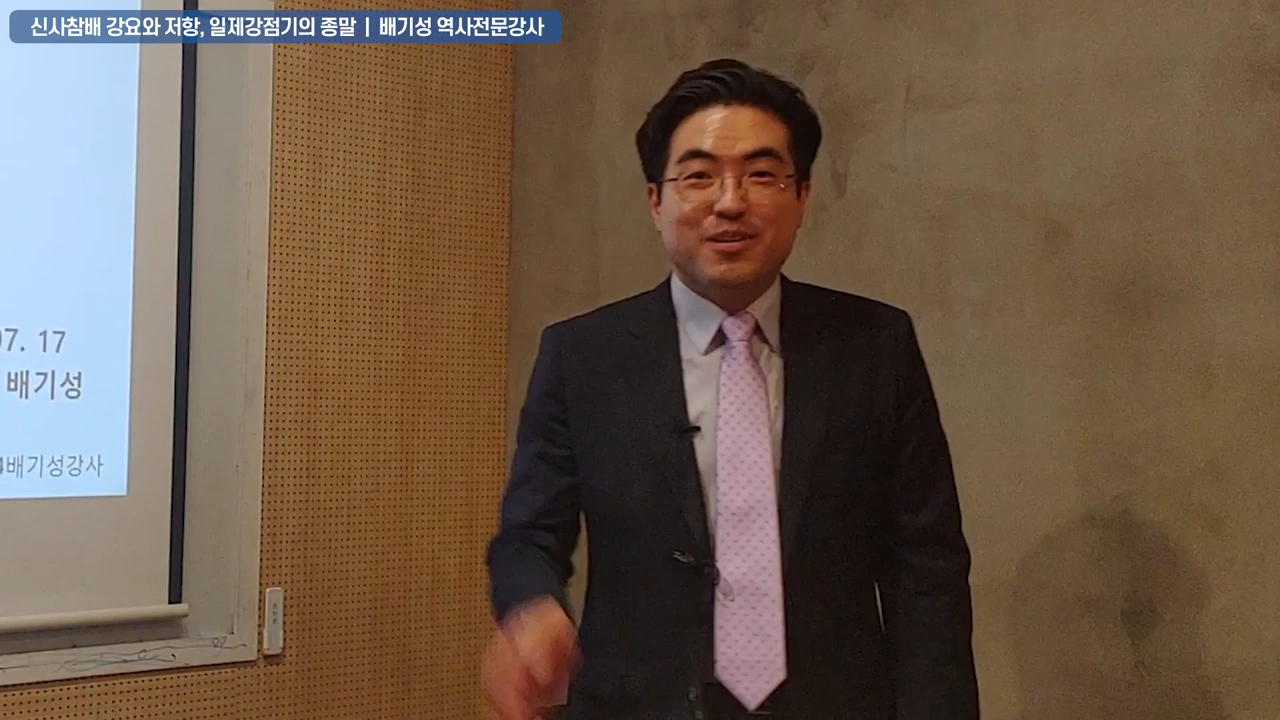 신사참배 강요와 저항, 일제강점기의 종말 | 배기성 역사전문강사
07. 17
배기성
배기성강사